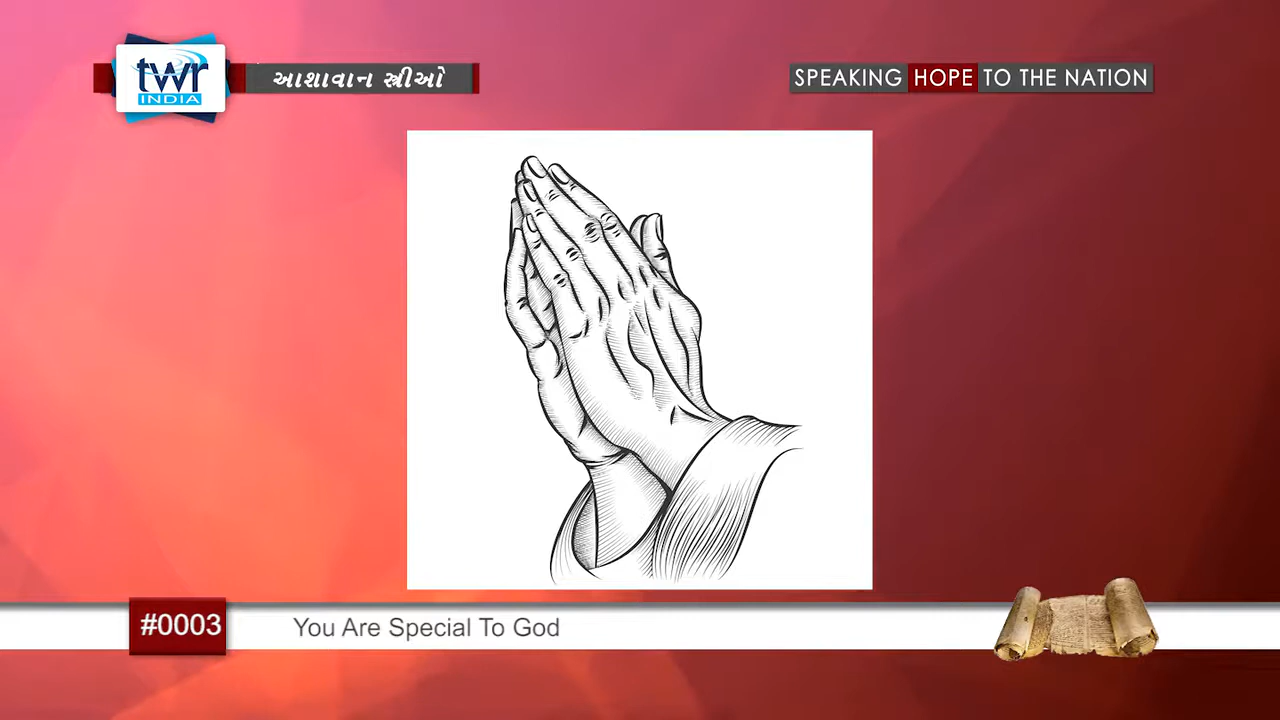 twr
INDIA
આશાવાન સ્ત્રીઓ
SPEAKING HOPE TO THE NATION
#0003
You Are Special To God